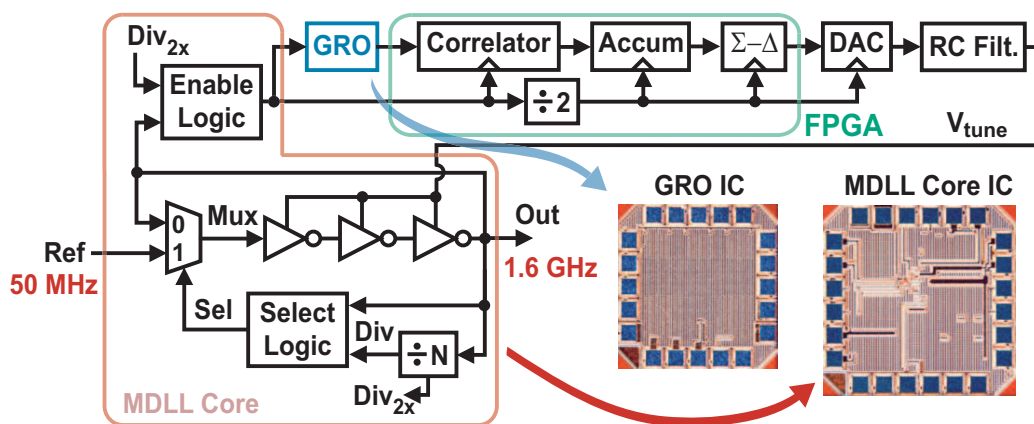 Div2x
GRO
Correlator
Accum
Σ–Δ
DAC
RC Filt.
Enable
Logic
÷2
FPGA
Vtune
GRO IC
MDLL Core IC
0
1
Mux
Out
Ref
50 MHz
1.6 GHz
Sel
Select
Logic
Div
÷N
Div2x
MDLL Core